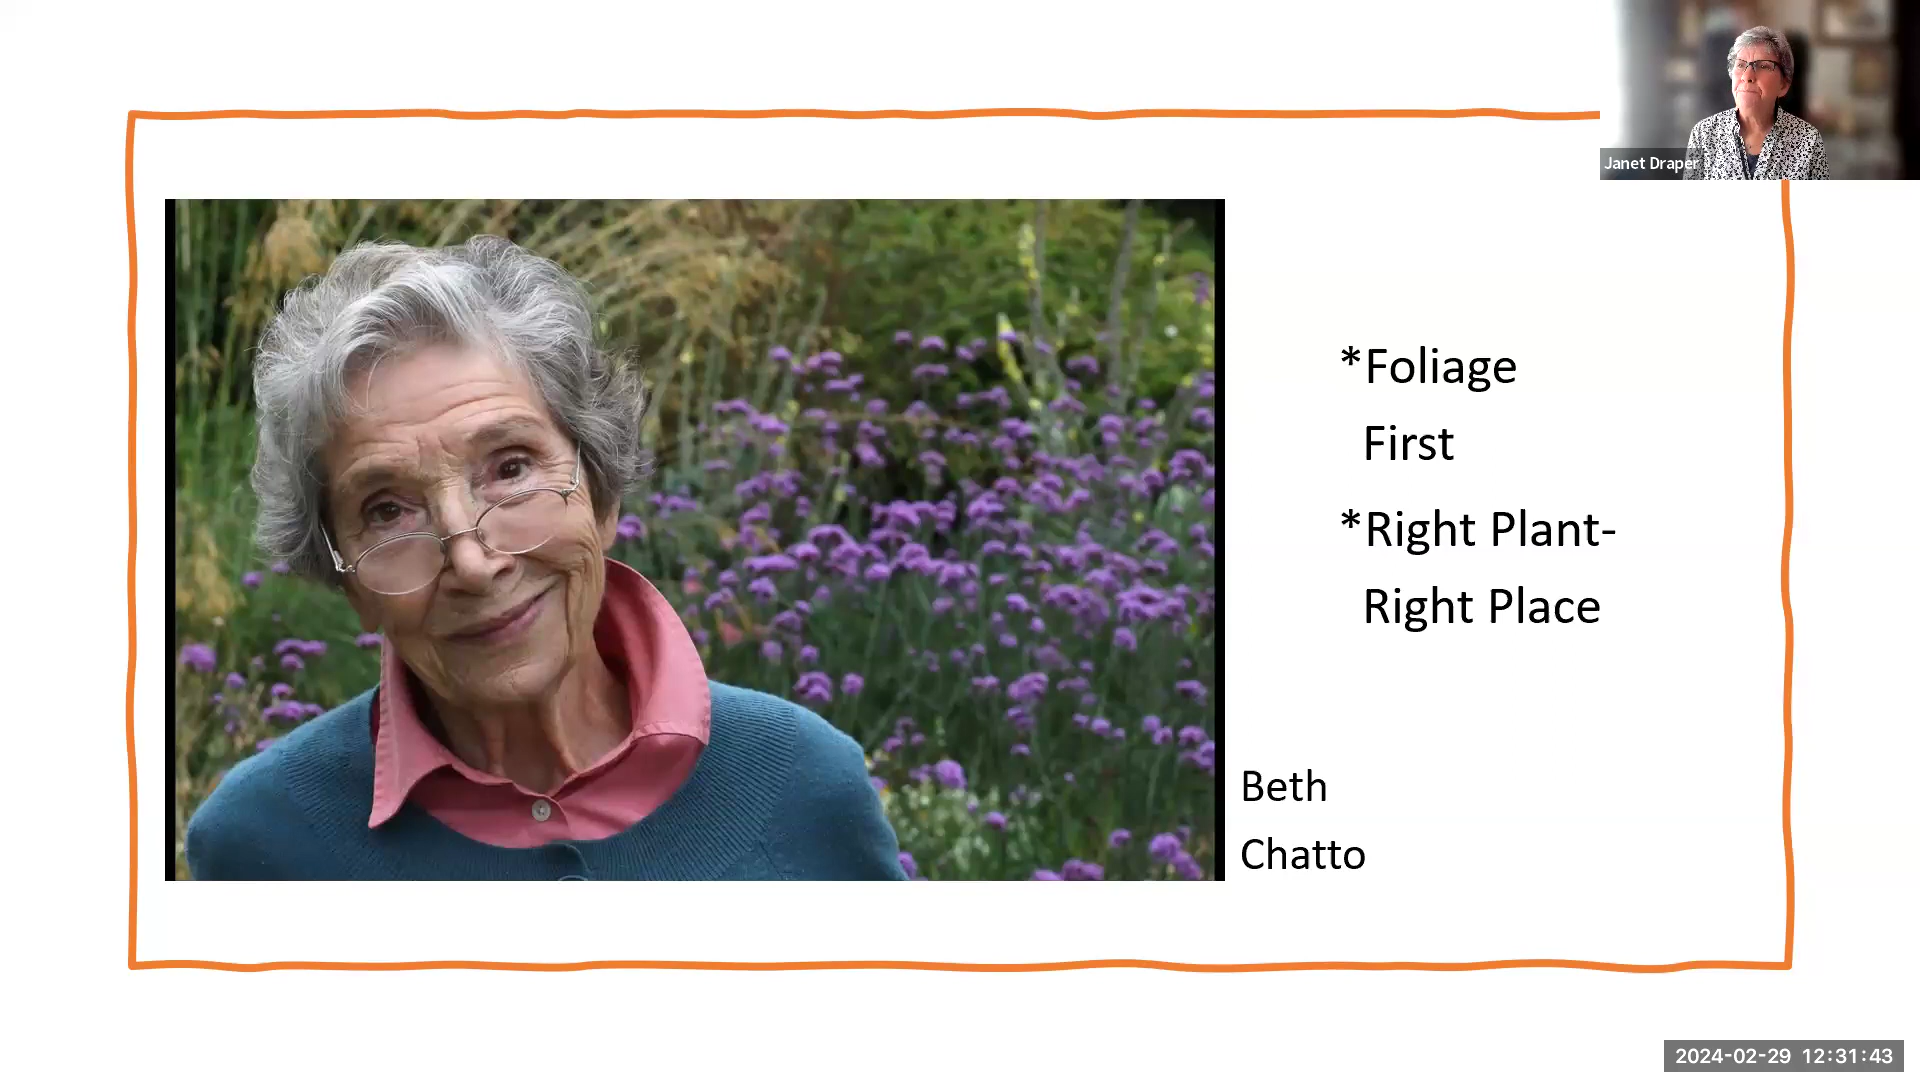 Janet Draper
*Foliage
First
*Right Plant-
Right Place
Beth
Chatto
2024-02-29 12:31:43